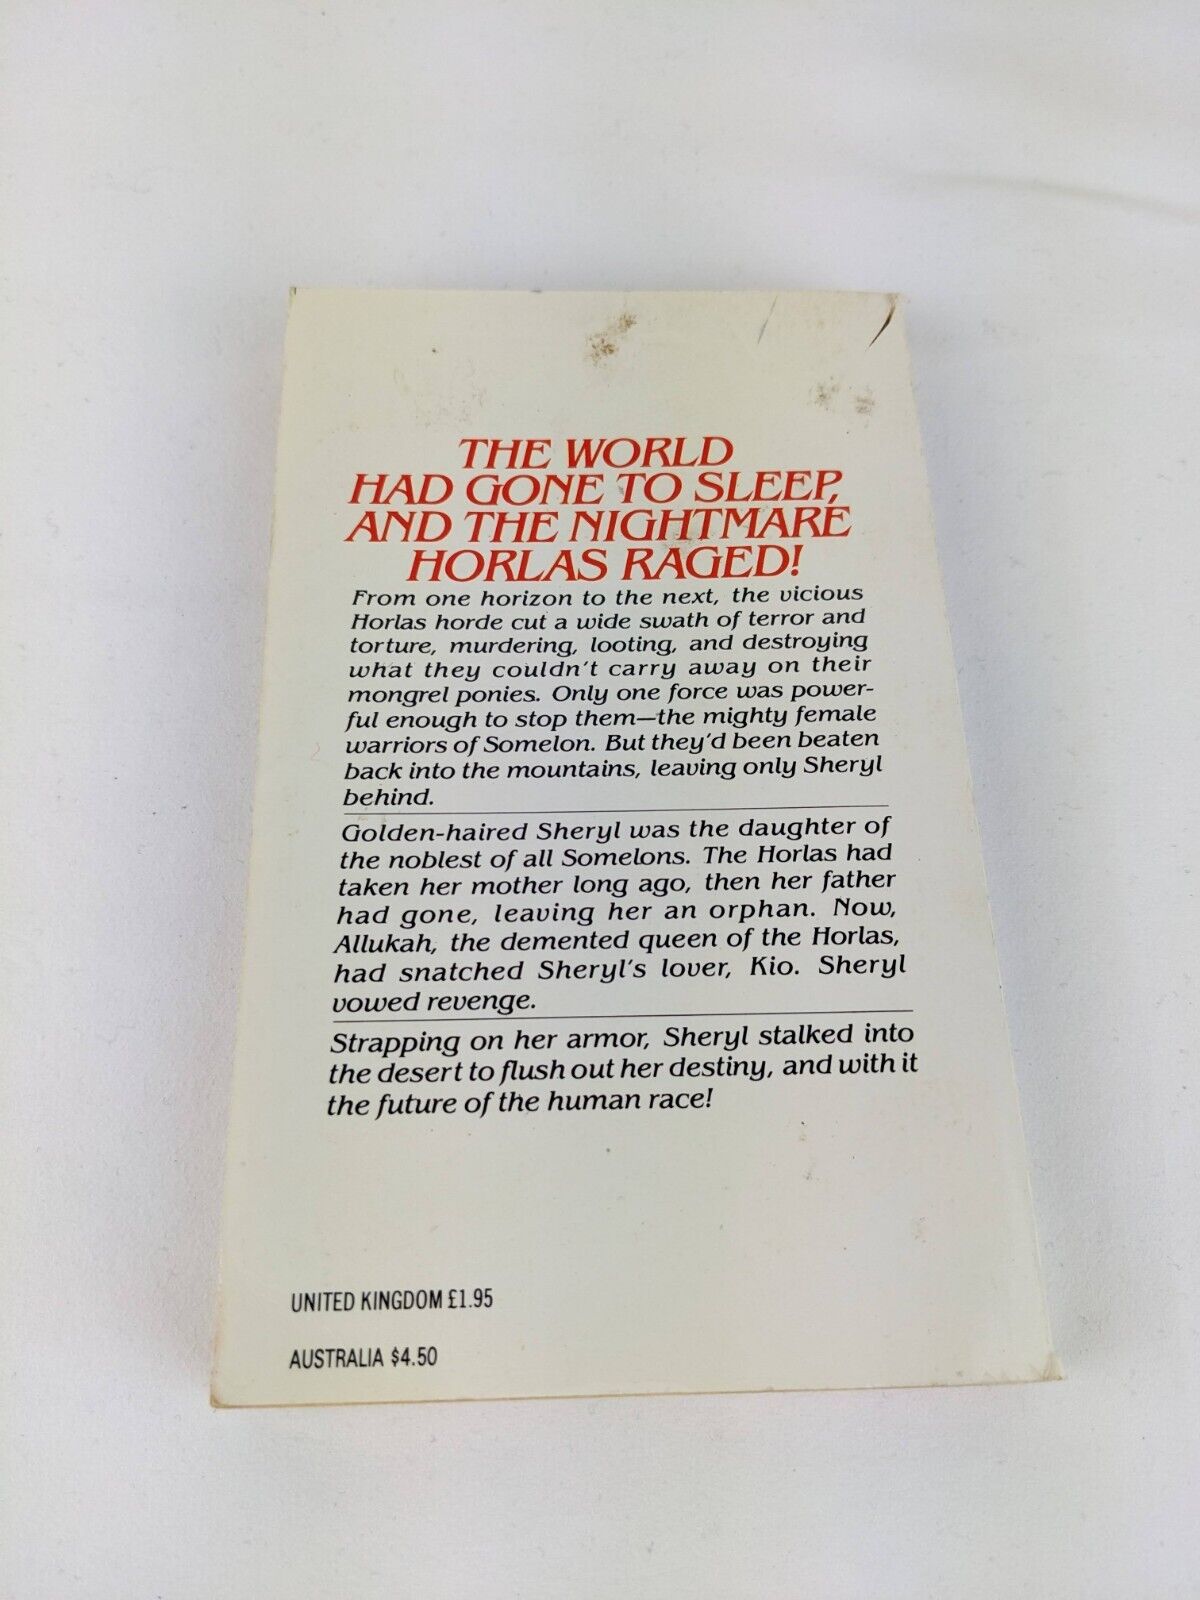 THE WORLD
HAD GONE TO SLEEP,
AND THE NIGHTMARE
HORLAS RAGED!
From one horizon to the next, the vicious
Horlas horde cut a wide swath of terror and
torture, murdering, looting, and destroying
what they couldn't carry away on their
mongrel ponies. Only one force was power-
ful enough to stop them—the mighty female
warriors of Somelon. But they'd been beaten
back into the mountains, leaving only Sheryl
behind.
Golden-haired Sheryl was the daughter of
the noblest of all Somelons. The Horlas had
taken her mother long ago, then her father
had gone, leaving her an orphan. Now,
Allukah, the demented queen of the Horlas,
had snatched Sheryl's lover, Kio. Sheryl
vowed revenge.
Strapping on her armor, Sheryl stalked into
the desert to flush out her destiny, and with it
the future of the human race!
UNITED KINGDOM £1.95
AUSTRALIA $4.50